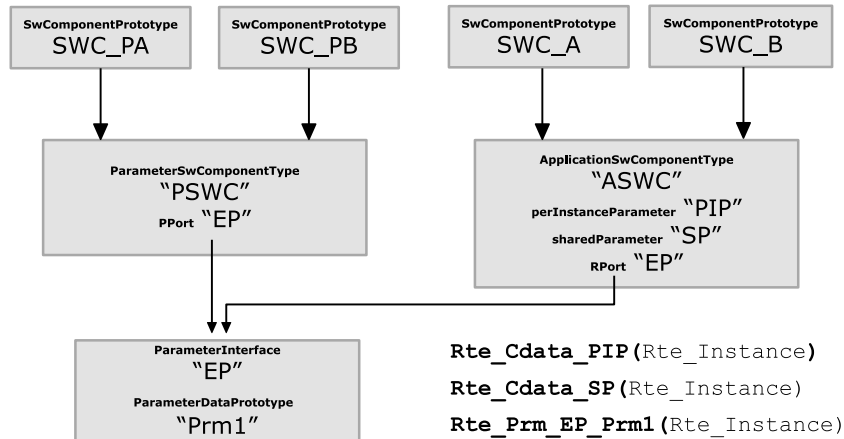 SwComponentPrototype
SWC_PA
SwComponentPrototype
SWC_PB
SwComponentPrototype
SWC_A
SwComponentPrototype
SWC_B
ParameterSwComponentType
“PSWC”
PPort “EP”
ApplicationSwComponentType
“ASWC”
perInstanceParameter “PIP”
sharedParameter “SP”
RPort “EP”
ParameterInterface
“EP”
ParameterDataPrototype
“Prm1”
Rte_Cdata_PIP(Rte_Instance)
Rte_Cdata_SP(Rte_Instance)
Rte_Prm_EP_Prm1(Rte_Instance)